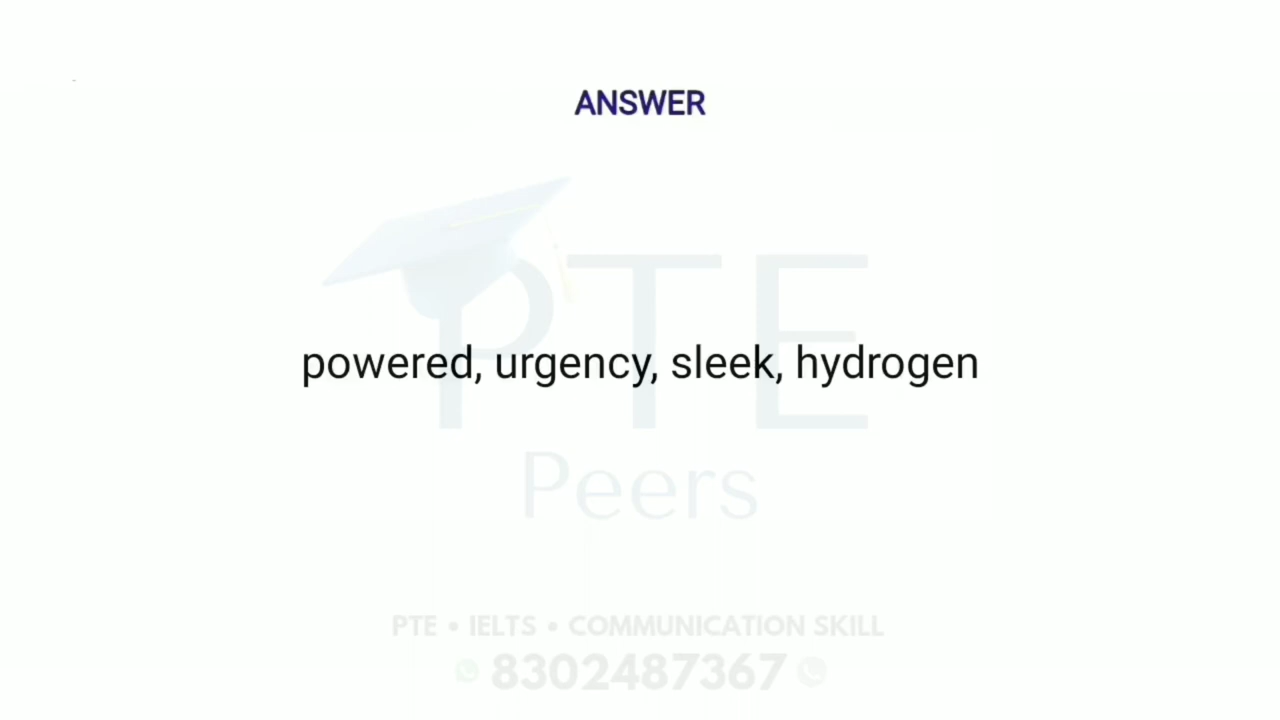 ANSWER
powered, urgency, sleek, hydrogen
PTE
Peers
PTE • IELTS • COMMUNICATION SKILL
8302487367